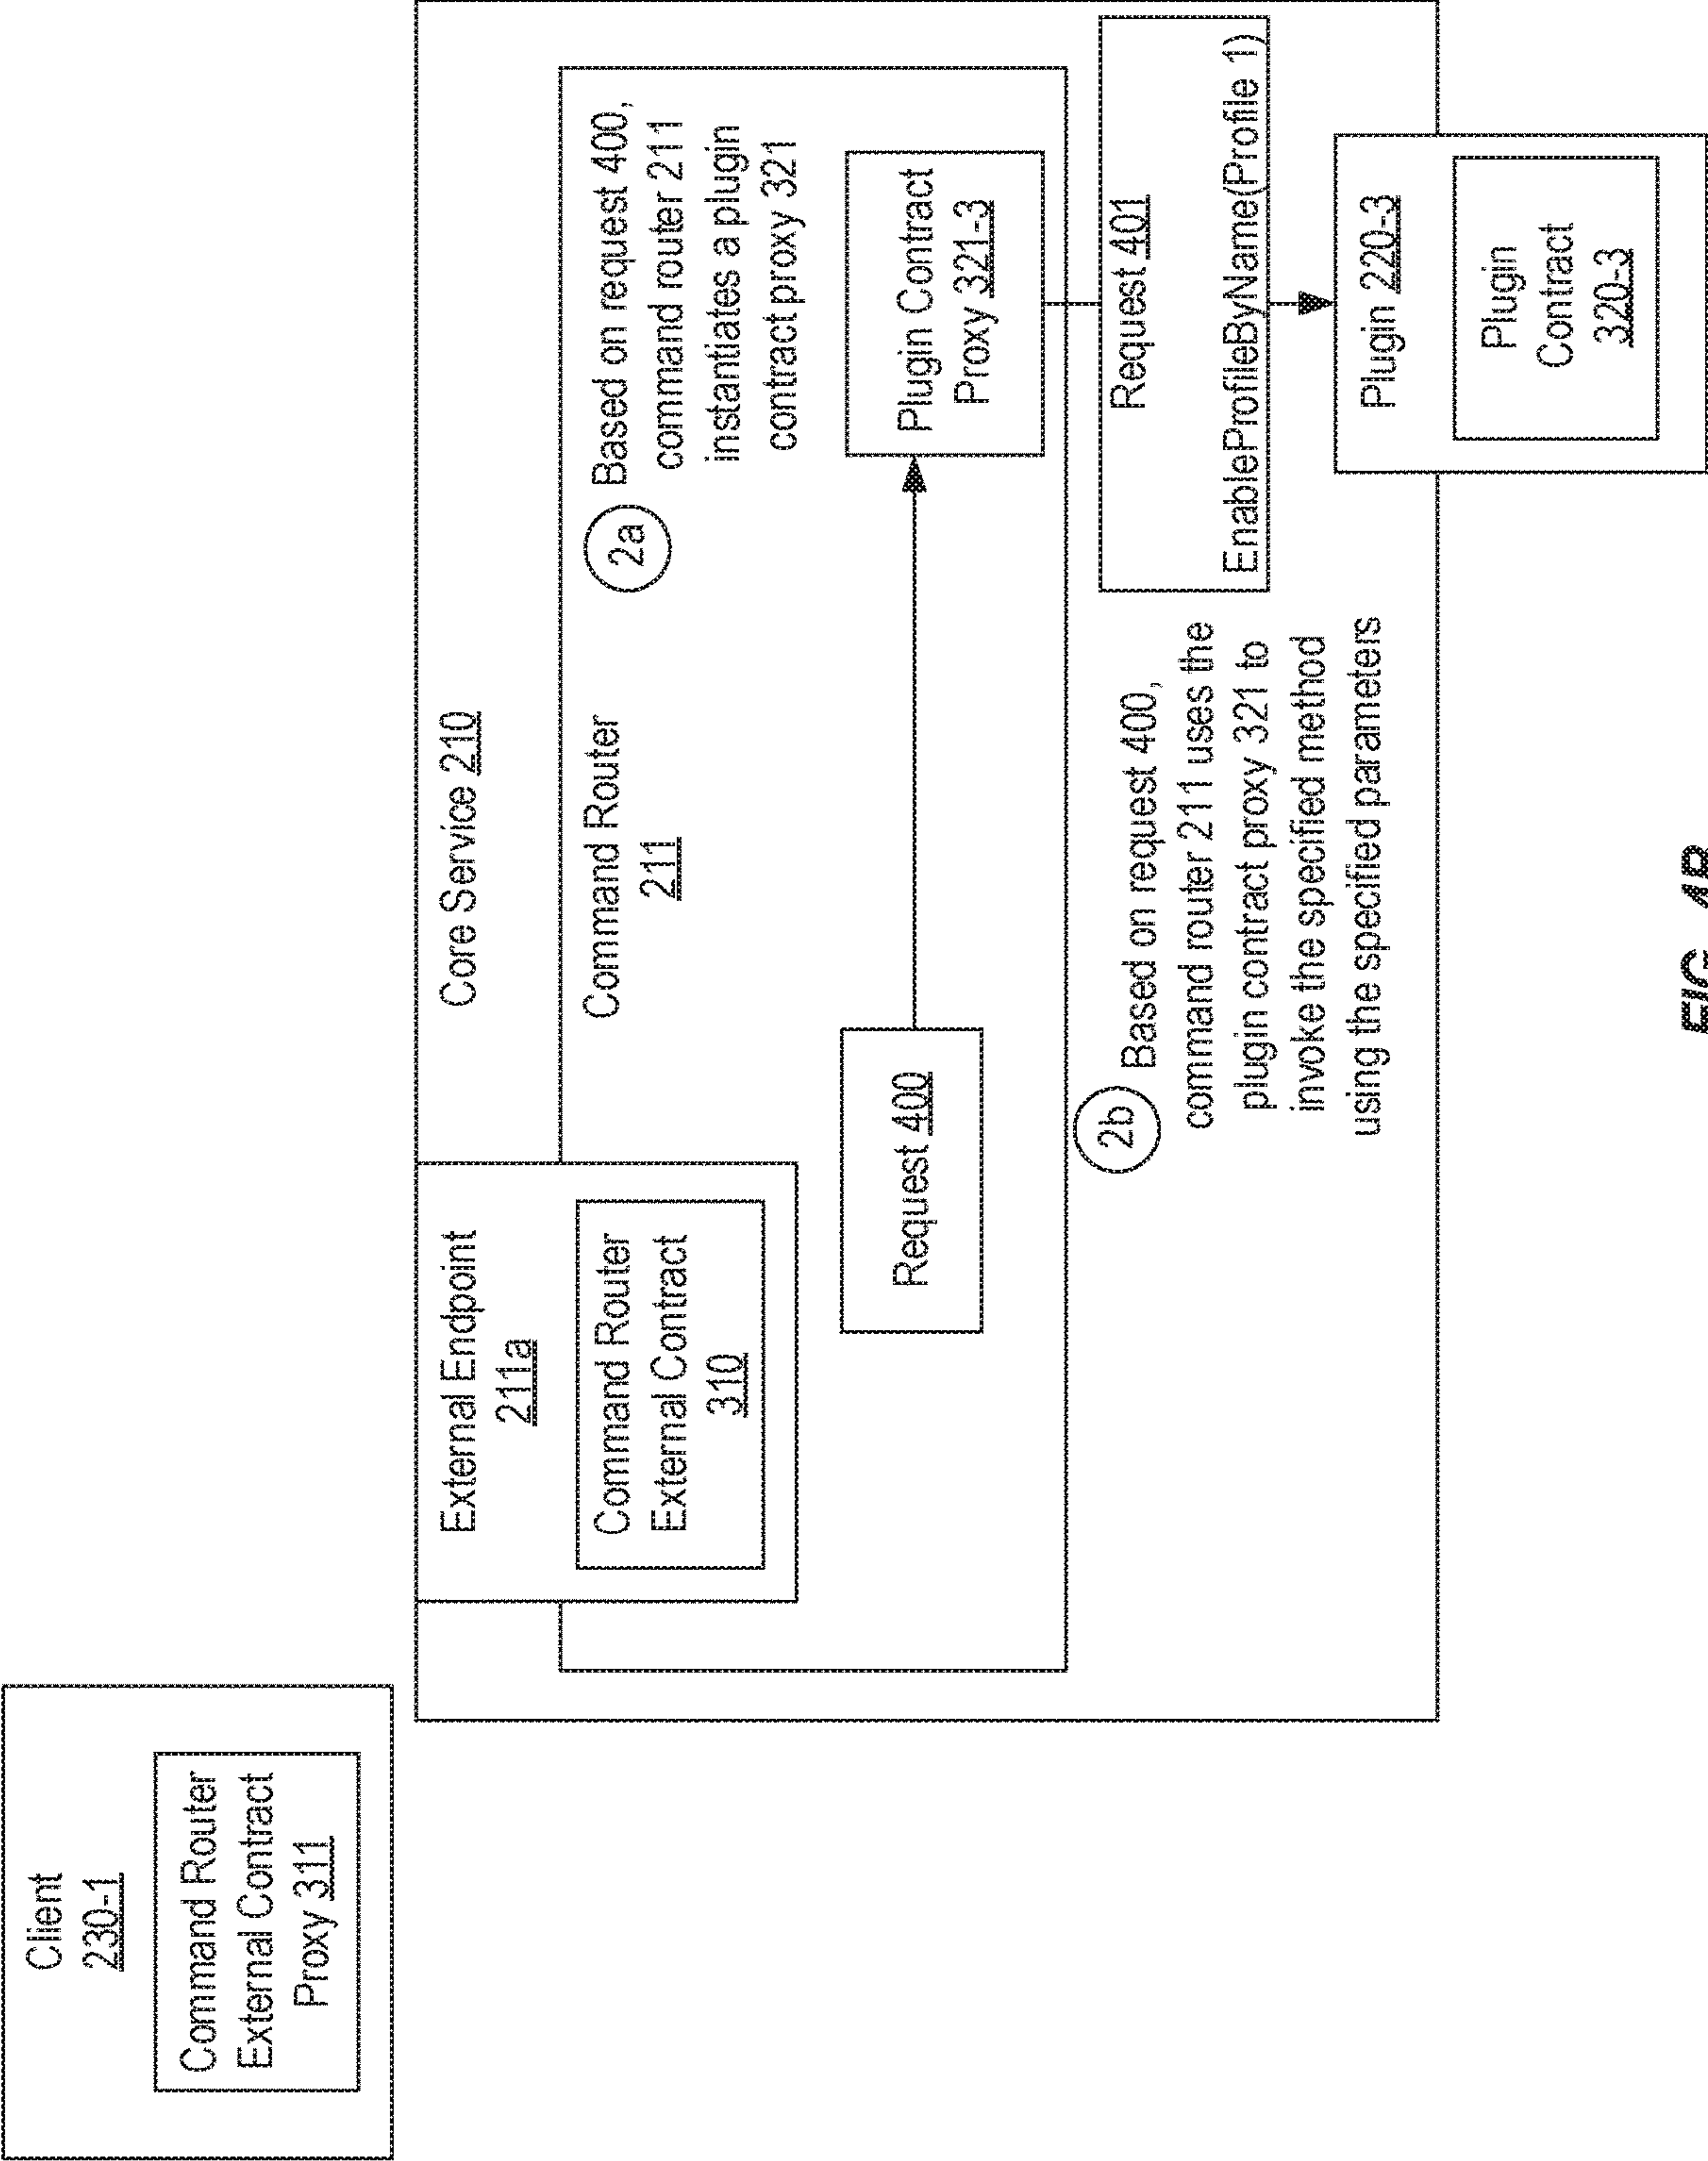 Client
230-1
Command Router
External Contract
Proxy 311
Core Service 210
External Endpoint
211a
Command Router
External Contract
310
Command Router
211
2a
Based on request 400,
command router 211
instantiates a plugin
contract proxy 321
Request 400
Plugin Contract
Proxy 321-3
2b
Based on request 400,
command router 211 uses the
plugin contract proxy 321 to
invoke the specified method
using the specified parameters
Request 401
EnableProfileByName(Profile 1)
Plugin 220-3
Plugin
Contract
320-3
FIG. 4B